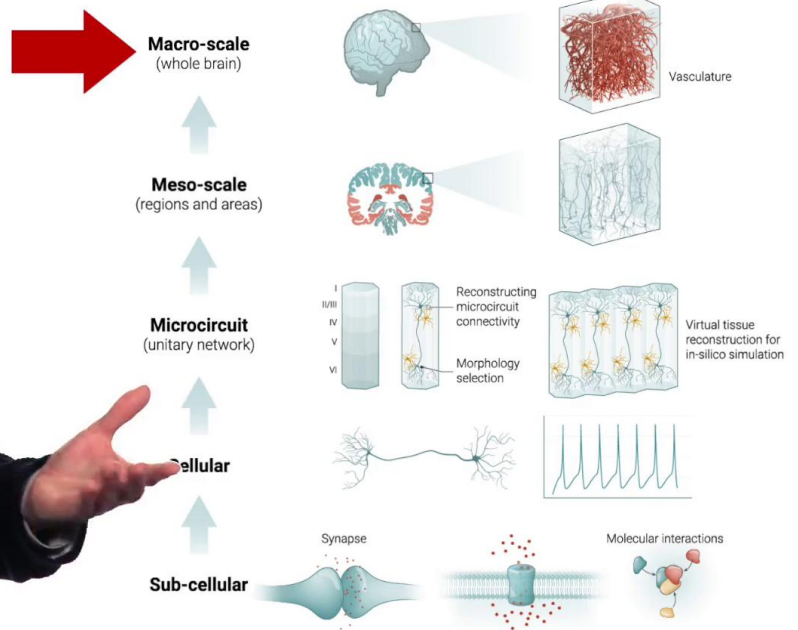 Macro-scale
(whole brain)
Vasculature
Meso-scale
(regions and areas)
Microcircuit
(unitary network)
I
II/III
IV
V
VI
Reconstructing
microcircuit
connectivity
Morphology
selection
Virtual tissue
reconstruction for
in-silico simulation
ellular
Sub-cellular
Synapse
Molecular interactions